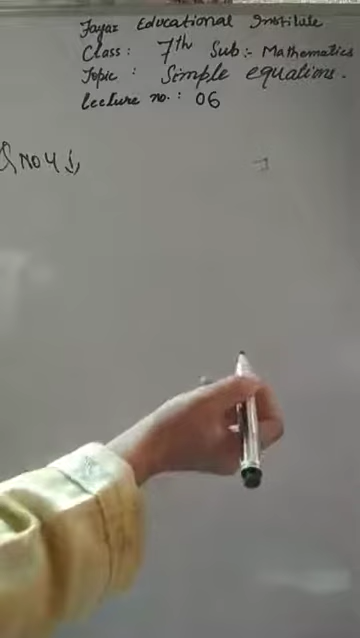 Fayaz Educational Institute
Class: 7th Sub:- Mathematics
Topic : Simple equations.
Lecture no. : 06
Q No 4